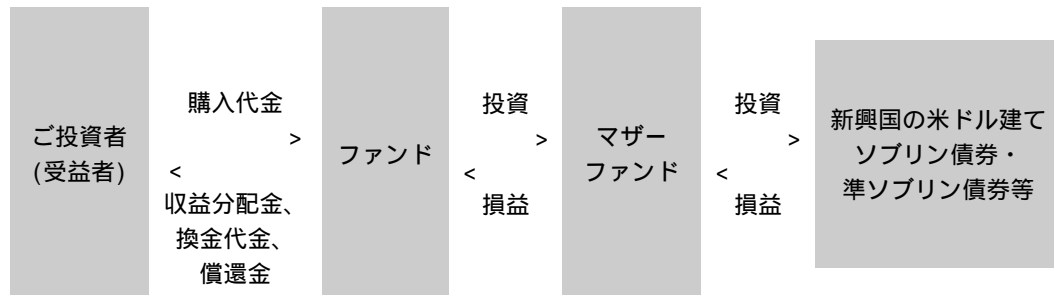 ご投資者
(受益者)
購入代金
>
<
収益分配金、
換金代金、
償還金
ファンド
投資
>
<
損益
マザー
ファンド
投資
>
<
損益
新興国の米ドル建て
ソブリン債券・
準ソブリン債券等